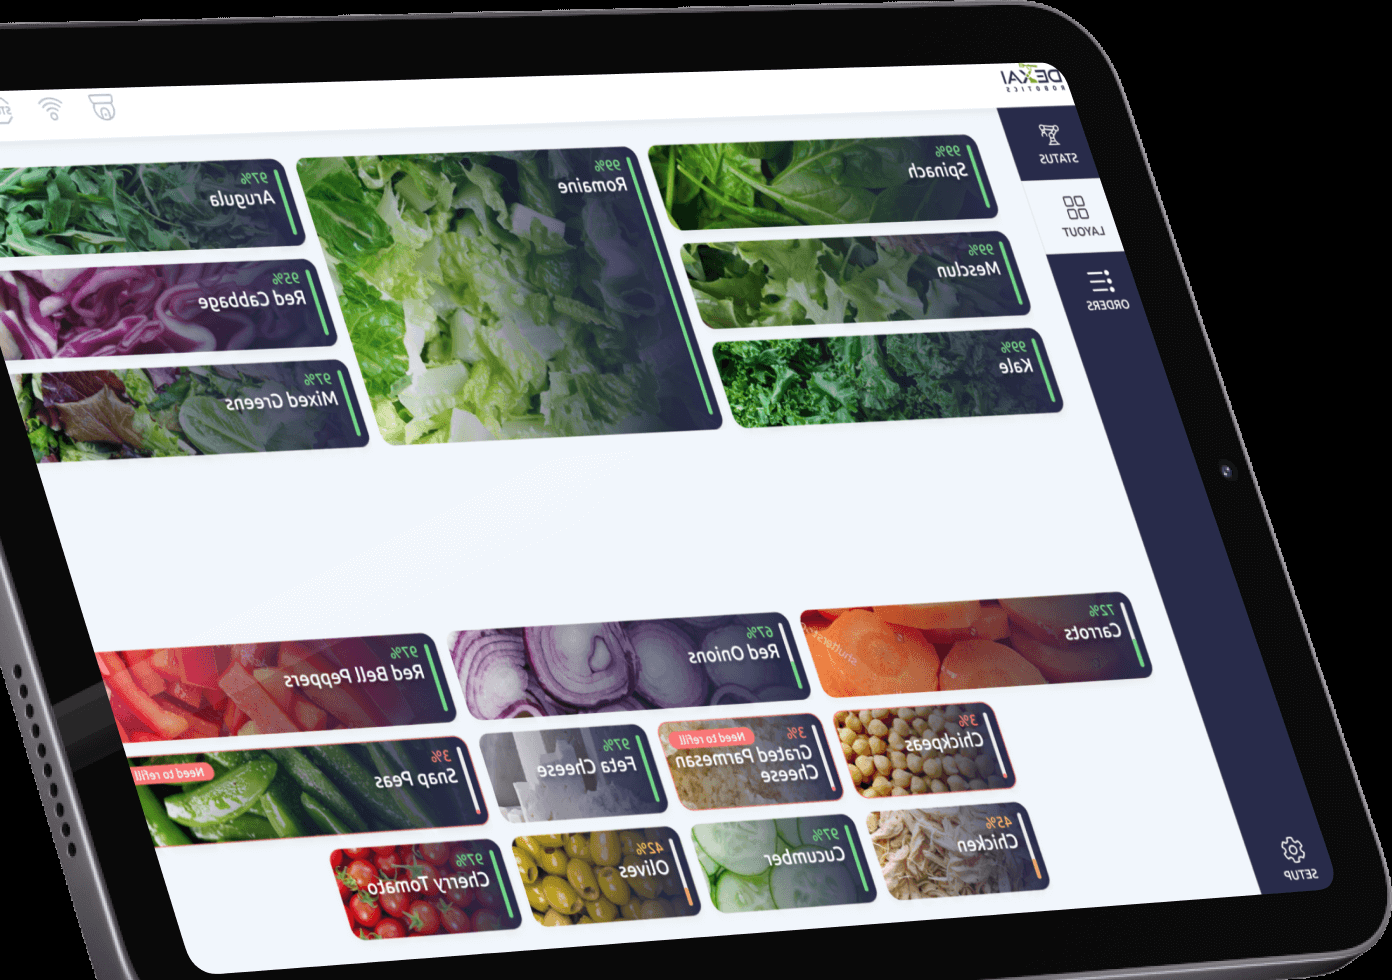 DEXAI
ROBOTICS
STATUS
LAYOUT
ORDERS
SETUP
99%
Spinach
99%
Romaine
97%
Arugula
99%
Mesclun
95%
Red Cabbage
99%
Kale
97%
Mixed Greens
72%
Carrots
67%
Red Onions
97%
Red Bell Peppers
3%
Chickpeas
3%
Need to refill
Grated Parmesan
Cheese
97%
Feta Cheese
3%
Need to refill
Snap Peas
45%
Chicken
97%
Cucumber
42%
Olives
97%
Cherry Tomato